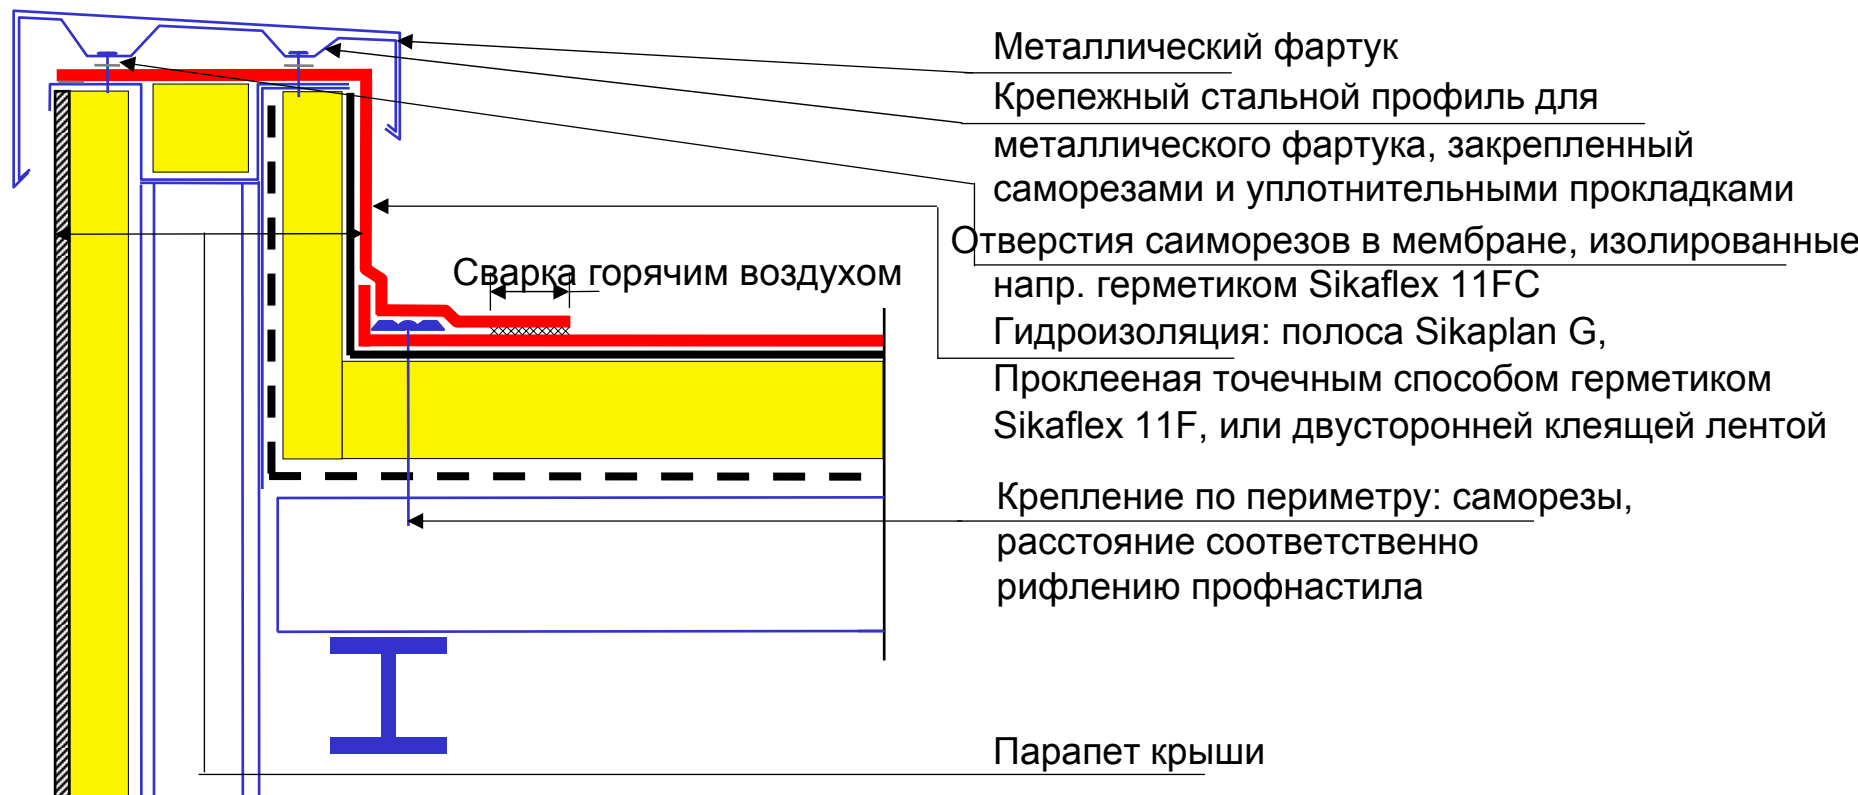 Металлический фартук
Крепежный стальной профиль для
металлического фартука, закрепленный
саморезами и уплотнительными прокладками
Отверстия саиморезов в мембране, изолированные
напр. герметиком Sikaflex 11FC
Гидроизоляция: полоса Sikaplan G,
Проклееная точечным способом герметиком
Sikaflex 11F, или двусторонней клеящей лентой
Сварка горячим воздухом
Крепление по периметру: саморезы,
расстояние соответственно
рифлению профнастила
Парапет крыши